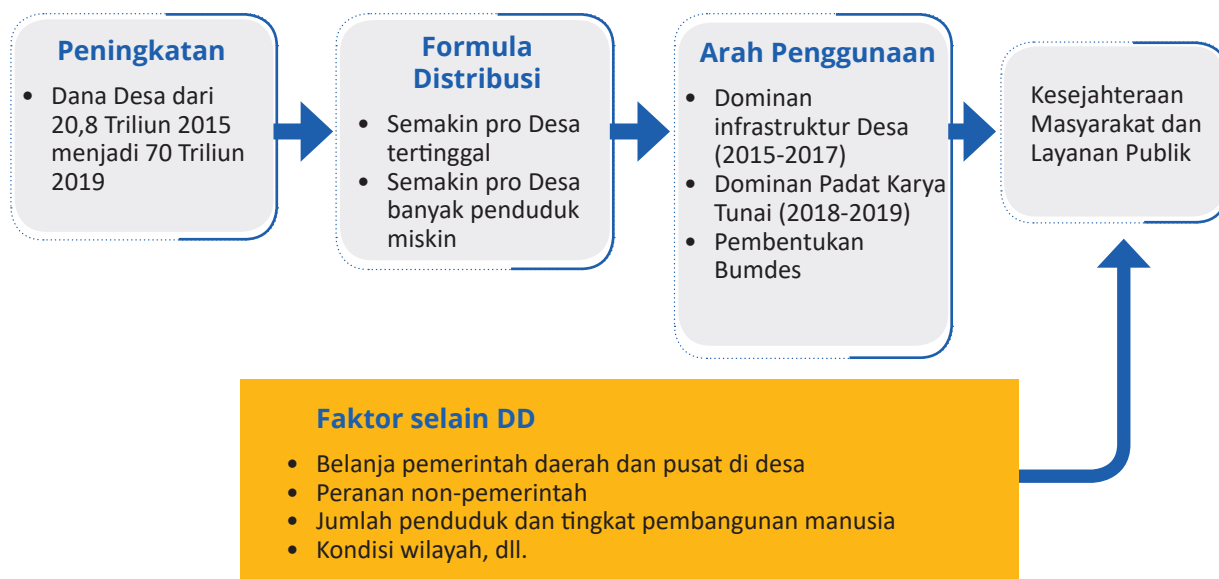 Peningkatan
• Dana Desa dari
20,8 Triliun 2015
menjadi 70 Triliun
2019
Formula
Distribusi
• Semakin pro Desa
tertinggal
• Semakin pro Desa
banyak penduduk
miskin
Arah Penggunaan
• Dominan
infrastruktur Desa
(2015-2017)
• Dominan Padat Karya
Tunai (2018-2019)
• Pembentukan
Bumdes
Kesejahteraan
Masyarakat dan
Layanan Publik
Faktor selain DD
• Belanja pemerintah daerah dan pusat di desa
• Peranan non-pemerintah
• Jumlah penduduk dan tingkat pembangunan manusia
• Kondisi wilayah, dll.